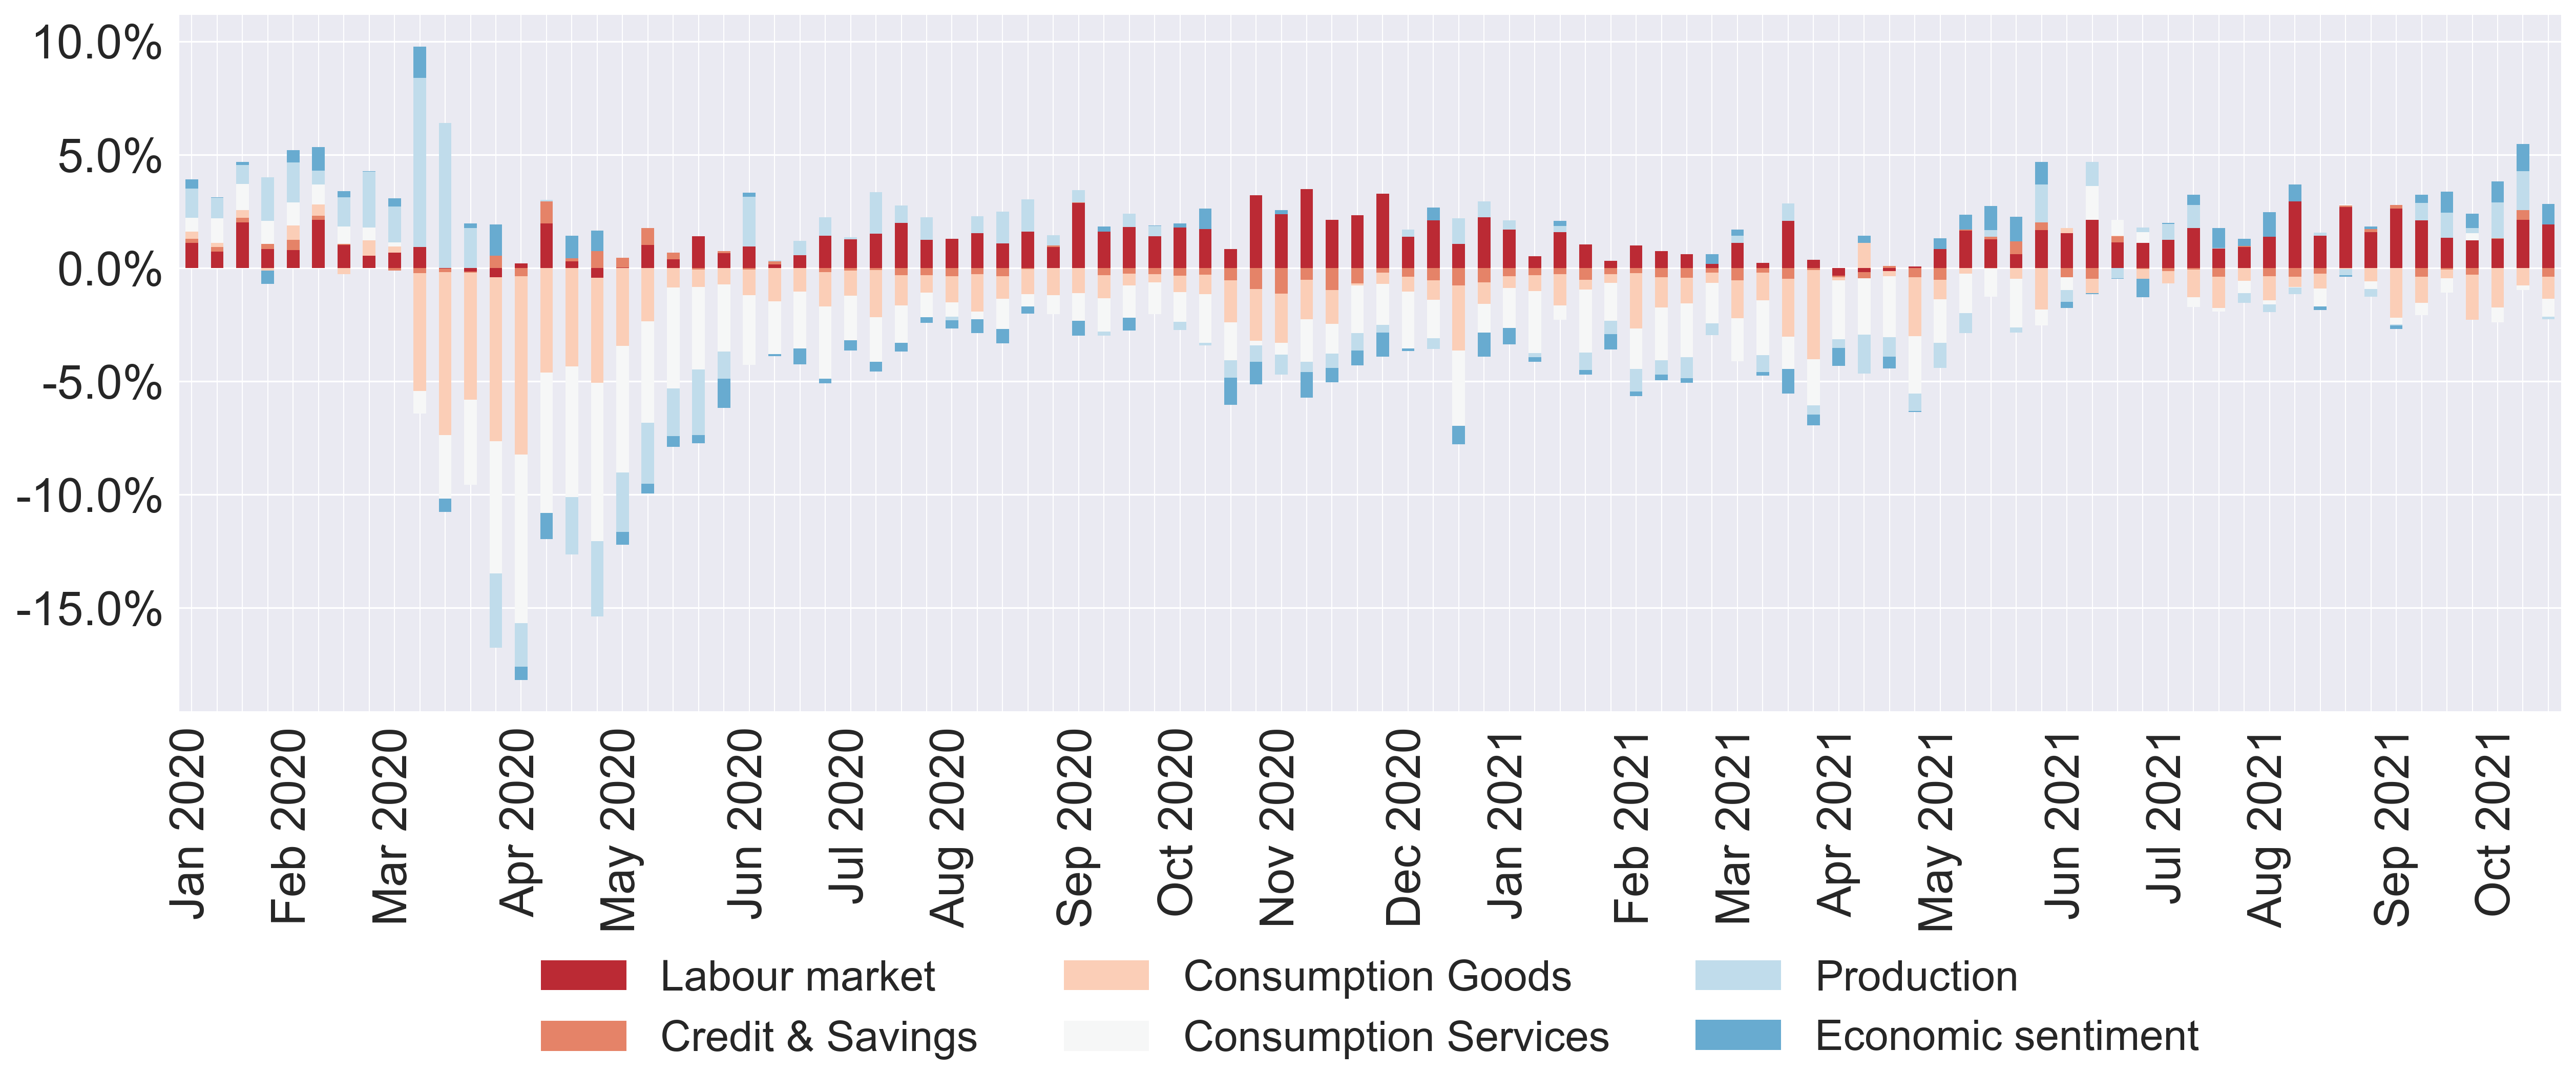 10.0%
5.0%
0.0%
-5.0%
-10.0%
-15.0%
Jan 2020
Feb 2020
Mar 2020
Apr 2020
May 2020
Jun 2020
Jul 2020
Aug 2020
Sep 2020
Oct 2020
Nov 2020
Dec 2020
Jan 2021
Feb 2021
Mar 2021
Apr 2021
May 2021
Jun 2021
Jul 2021
Aug 2021
Sep 2021
Oct 2021
Labour market
Consumption Goods
Production
Credit & Savings
Consumption Services
Economic sentiment